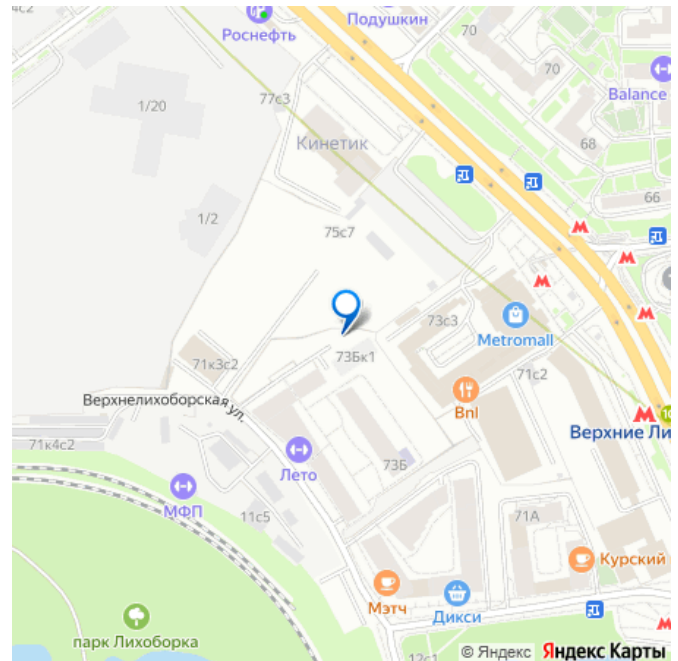 4с2
Роснефть
Подушкин
70
70
Balance
1/20
77с3
Кинетик
68
66
1/2
75с7
73с3
Metromall
71к3с2
73Бк1
71с2
Верхнелихоборская ул.
Bnl
Верхние Ли
71к4с2
Лето
73Б
МФП
11с5
71А
Курский
Мэтч
Дикси
парк Лихоборка
12с1
© Яндекс Яндекс Карты